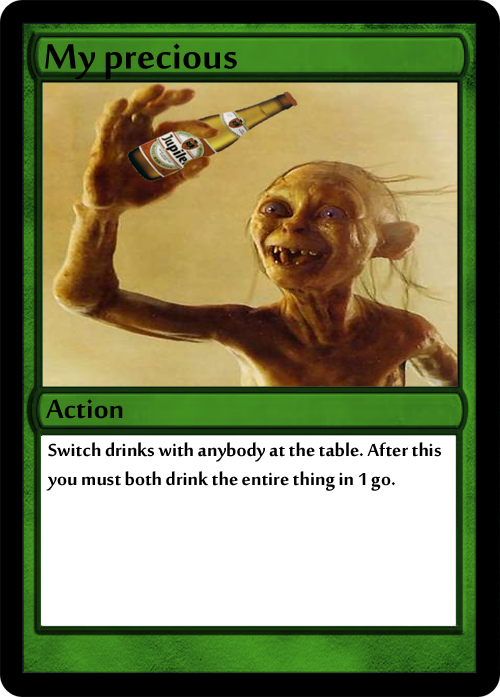 My precious
Jupile
Action
Switch drinks with anybody at the table. After this
you must both drink the entire thing in 1 go.